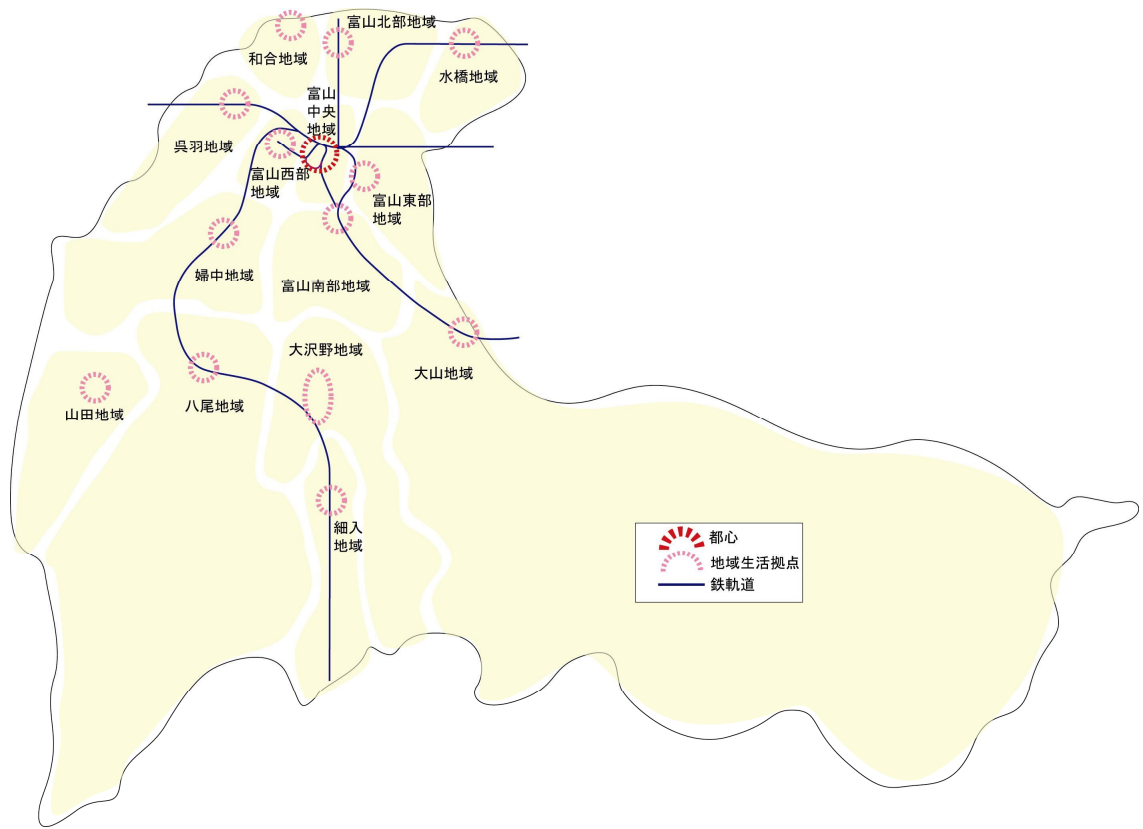 富山北部地域
和合地域
水橋地域
富山
中央
地域
呉羽地域
富山西部
地域
富山東部
地域
婦中地域
富山南部地域
大沢野地域
大山地域
山田地域
八尾地域
細入
地域
都心
地域生活拠点
鉄軌道